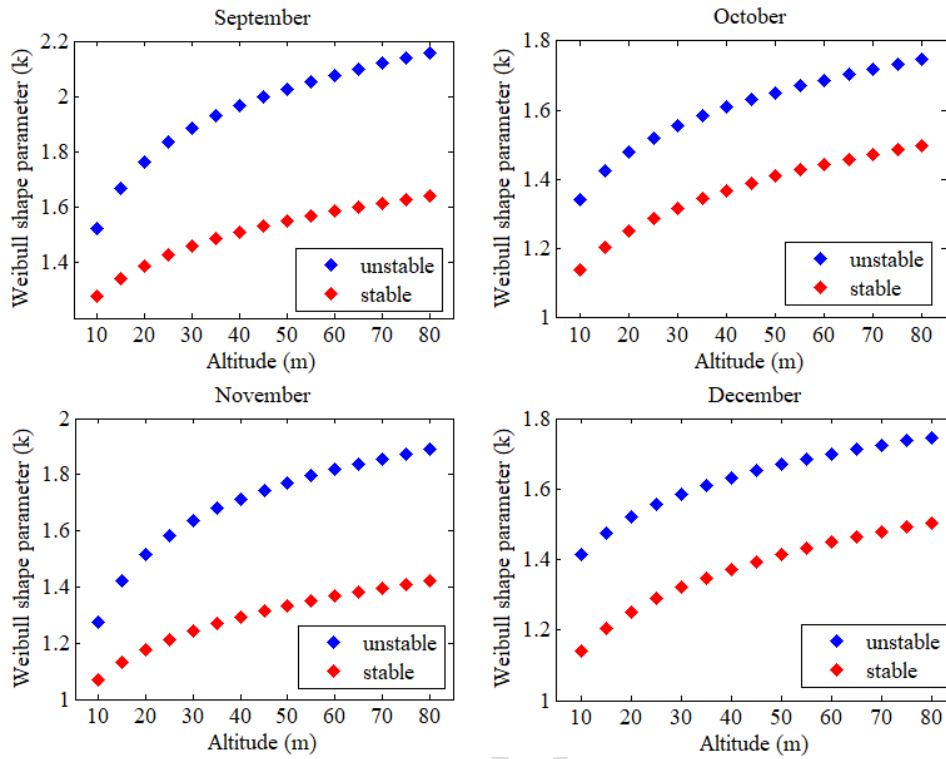 September
Weibull shape parameter (k)
2.2
2
1.8
1.6
1.4
unstable
stable
10 20 30 40 50 60 70 80
Altitude (m)
October
Weibull shape parameter (k)
1.8
1.6
1.4
1.2
1
unstable
stable
10 20 30 40 50 60 70 80
Altitude (m)
November
Weibull shape parameter (k)
2
1.8
1.6
1.4
1.2
1
unstable
stable
10 20 30 40 50 60 70 80
Altitude (m)
December
Weibull shape parameter (k)
1.8
1.6
1.4
1.2
1
unstable
stable
10 20 30 40 50 60 70 80
Altitude (m)